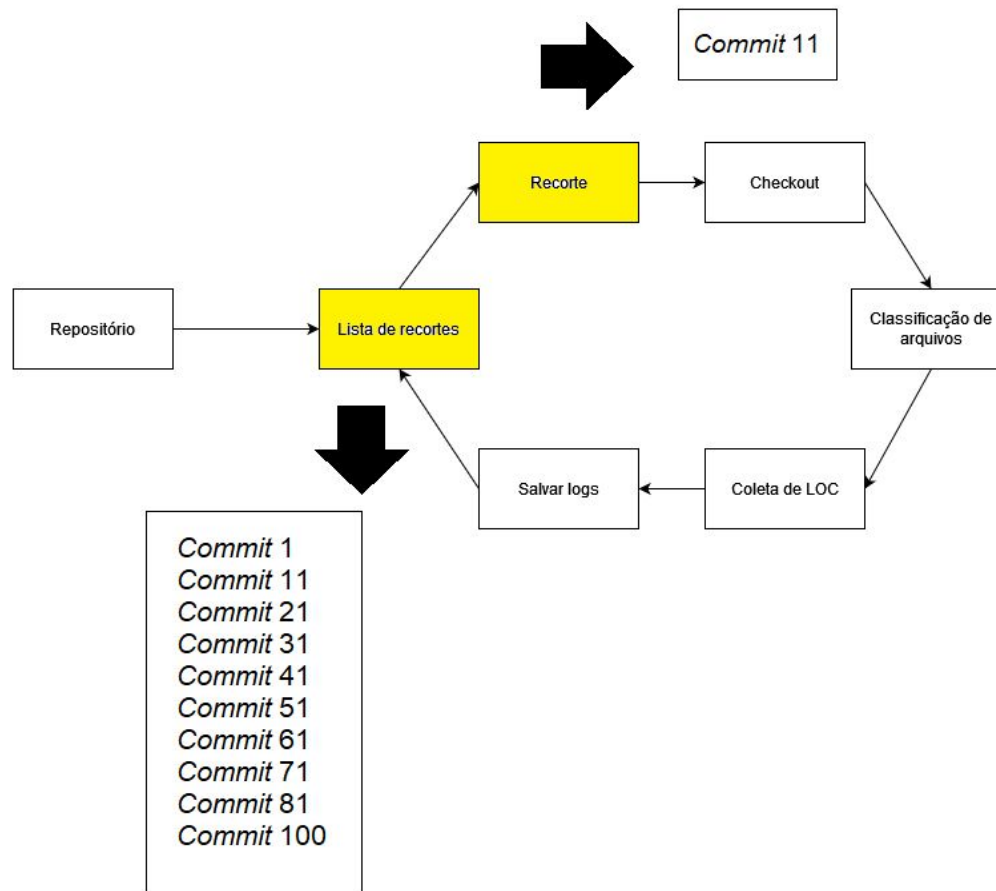 Commit 11
Recorte
Checkout
Repositório
Lista de recortes
Classificação de
arquivos
Salvar logs
Coleta de LOC
Commit 1
Commit 11
Commit 21
Commit 31
Commit 41
Commit 51
Commit 61
Commit 71
Commit 81
Commit 100